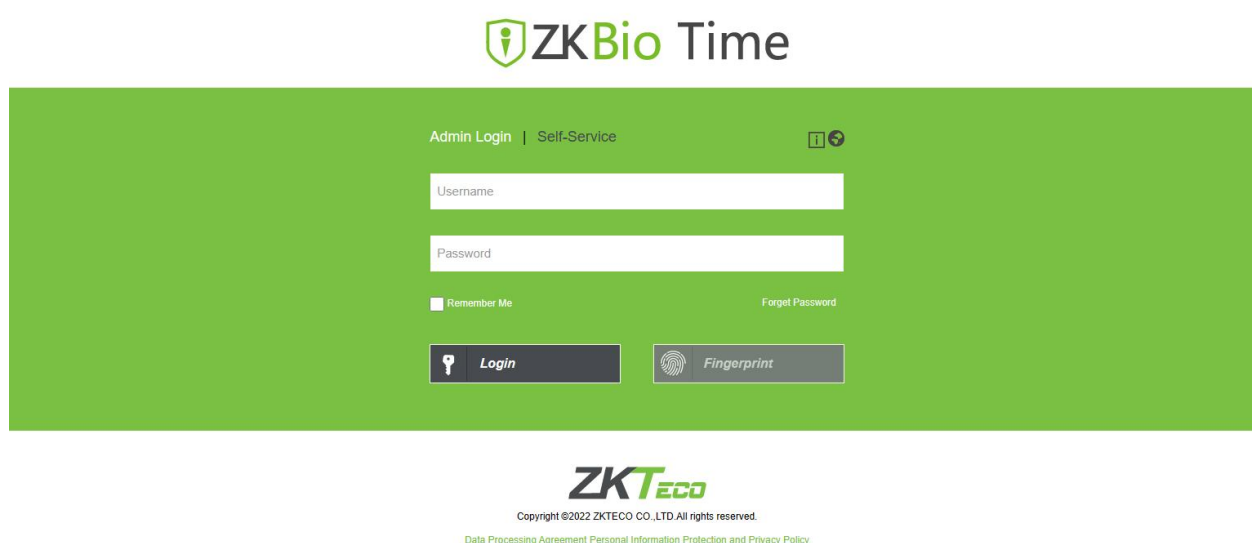 ZKBio Time
Admin Login | Self-Service
Username
Password
Remember Me Forget Password
Login Fingerprint
ZKTECO
Copyright ©2022 ZKTECO CO.,LTD.All rights reserved.
Data Processing Agreement Personal Information Protection and Privacy Policy